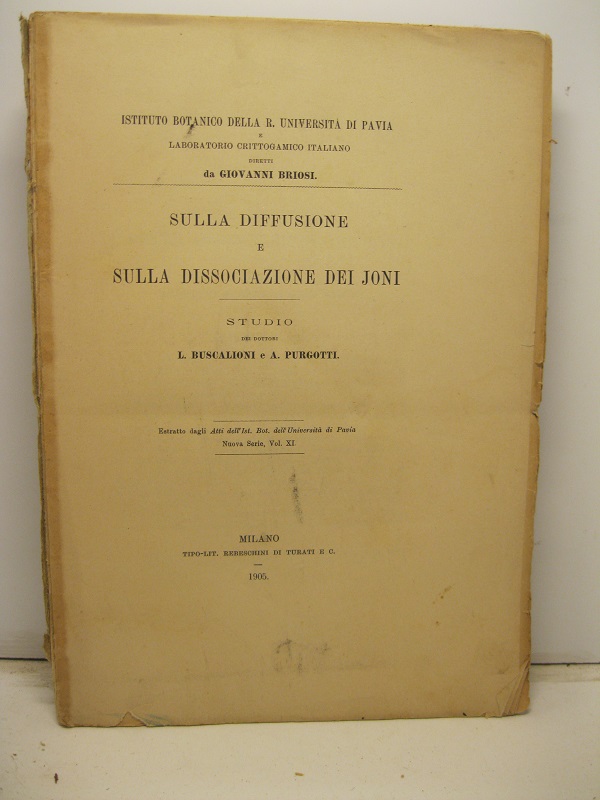 ISTITUTO BOTANICO DELLA R. UNIVERSITÀ DI PAVIA
E
LABORATORIO CRITTOGAMICO ITALIANO
DIRETTI
da GIOVANNI BRIOSI.
SULLA DIFFUSIONE
E
SULLA DISSOCIAZIONE DEI JONI
STUDIO
DEI DOTTORI
L. BUSCALIONI e A. PURGOTTI.
Estratto dagli Atti dell'Ist. Bot. dell'Università di Pavia
Nuova Serie, Vol. XI
MILANO
TIPO-LIT. REBESCHINI DI TURATI E C.
1905.